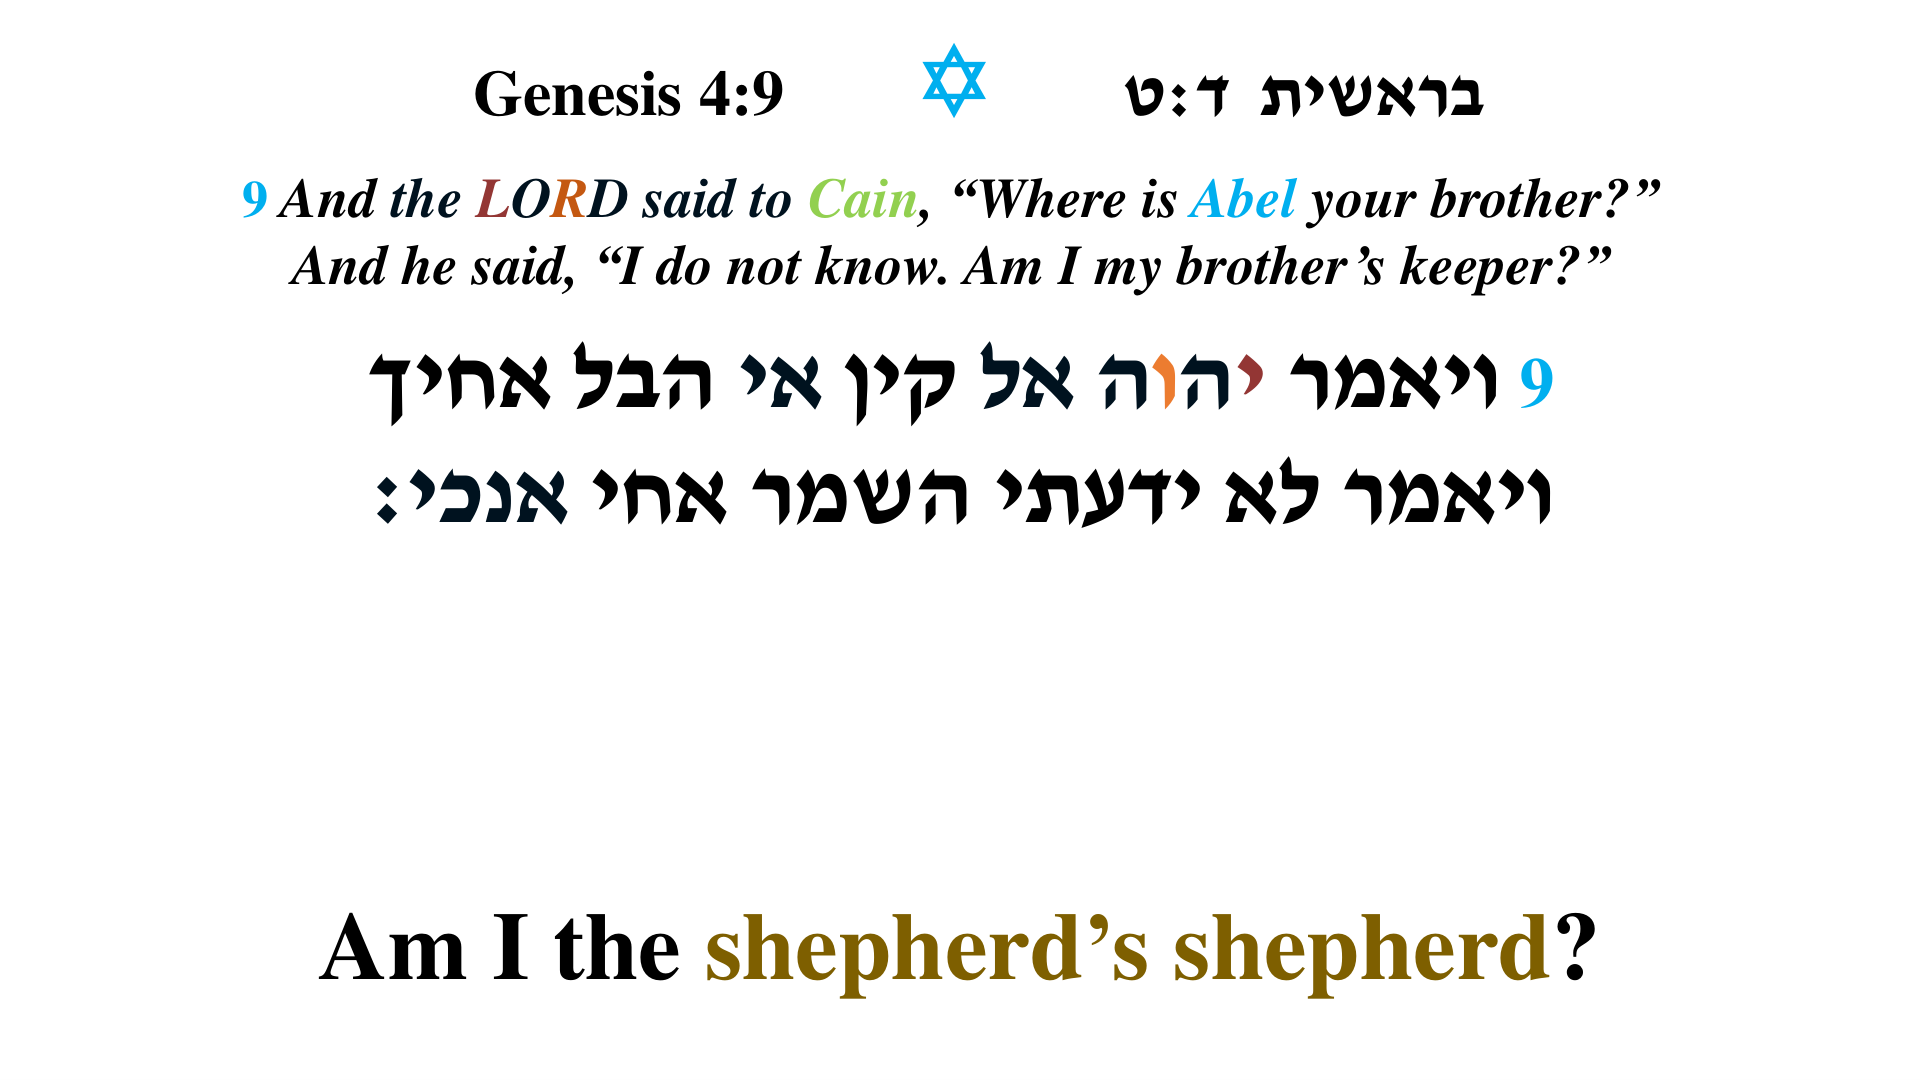 Genesis 4:9 ✡ בראשית ד:ט
9 And the LORD said to Cain, “Where is Abel your brother?”
And he said, “I do not know. Am I my brother’s keeper?”
9 ויאמר יהוה אל קין אי הבל אחיך
ויאמר לא ידעתי השמר אחי אנכי:
Am I the shepherd’s shepherd?